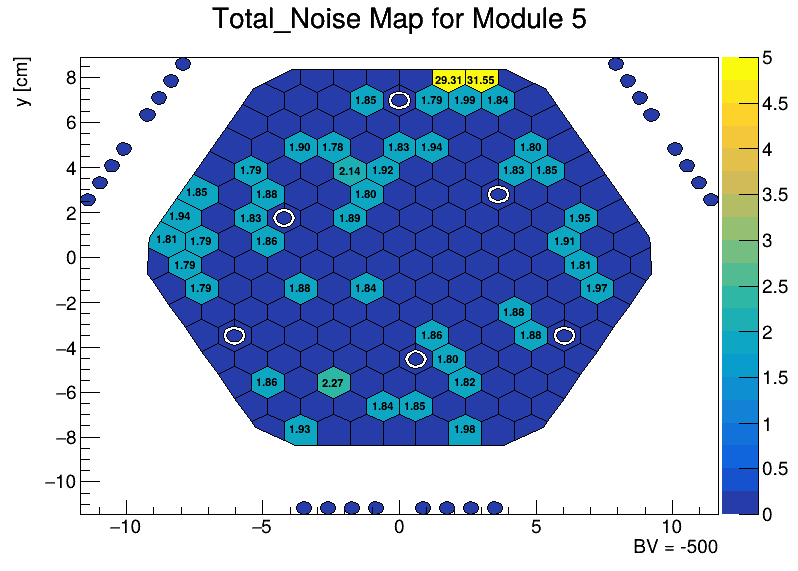 Total_Noise Map for Module 5
y [cm]
8
6
4
2
0
−2
−4
−6
−8
−10
29.31 31.55
1.85 1.79 1.99 1.84
1.90 1.78 1.83 1.94 1.80
1.79 2.14 1.92 1.83 1.85
1.85 1.88 1.80
1.94 1.83 1.89 1.95
1.81 1.79 1.86 1.91
1.79 1.81
1.79 1.88 1.84 1.97
1.88
1.86 1.88
1.80
1.86 2.27 1.82
1.84 1.85
1.93 1.98
5
4.5
4
3.5
3
2.5
2
1.5
1
0.5
0
−10 −5 0 5 10
BV = -500